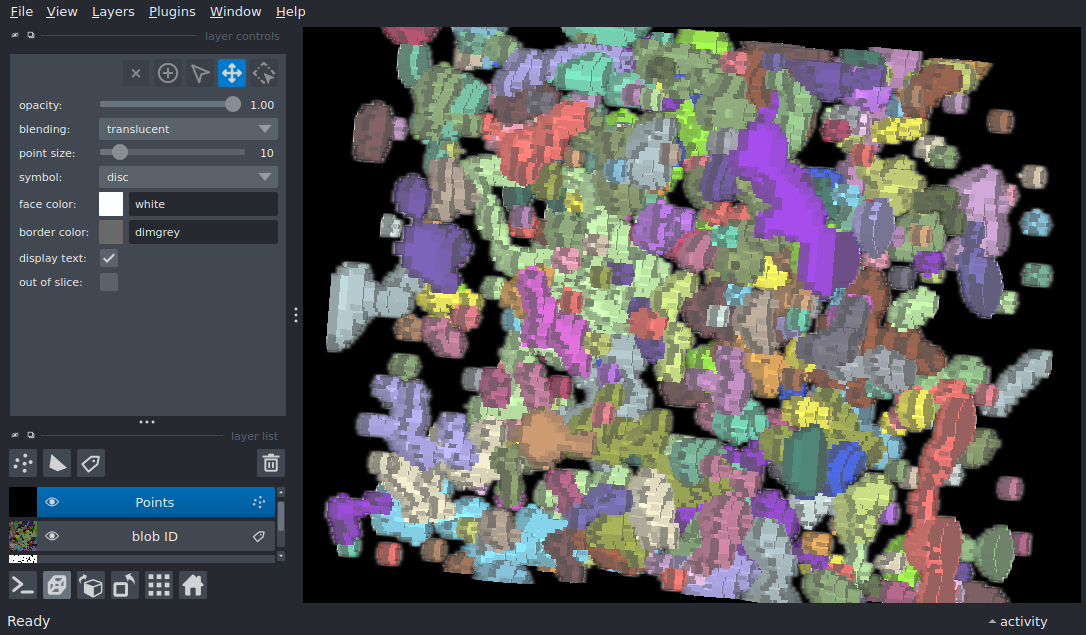 File View Layers Plugins Window Help
layer controls
opacity: 1.00
blending: translucent
point size: 10
symbol: disc
face color: white
border color: dimgrey
display text:
out of slice:
layer list
Points
blob ID
Ready activity